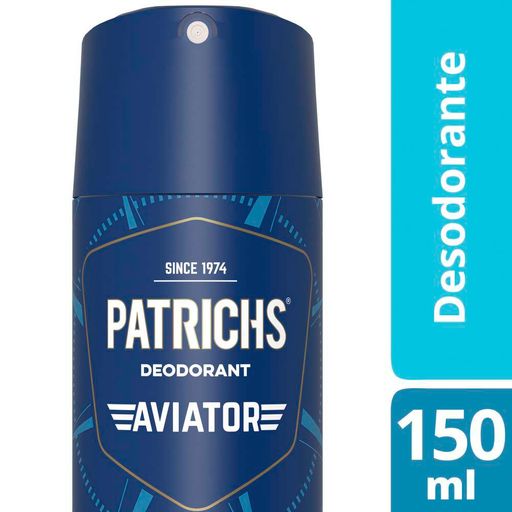 SINCE 1974
PATRICHS®
DEODORANT
AVIATOR
Desodorante
150
ml